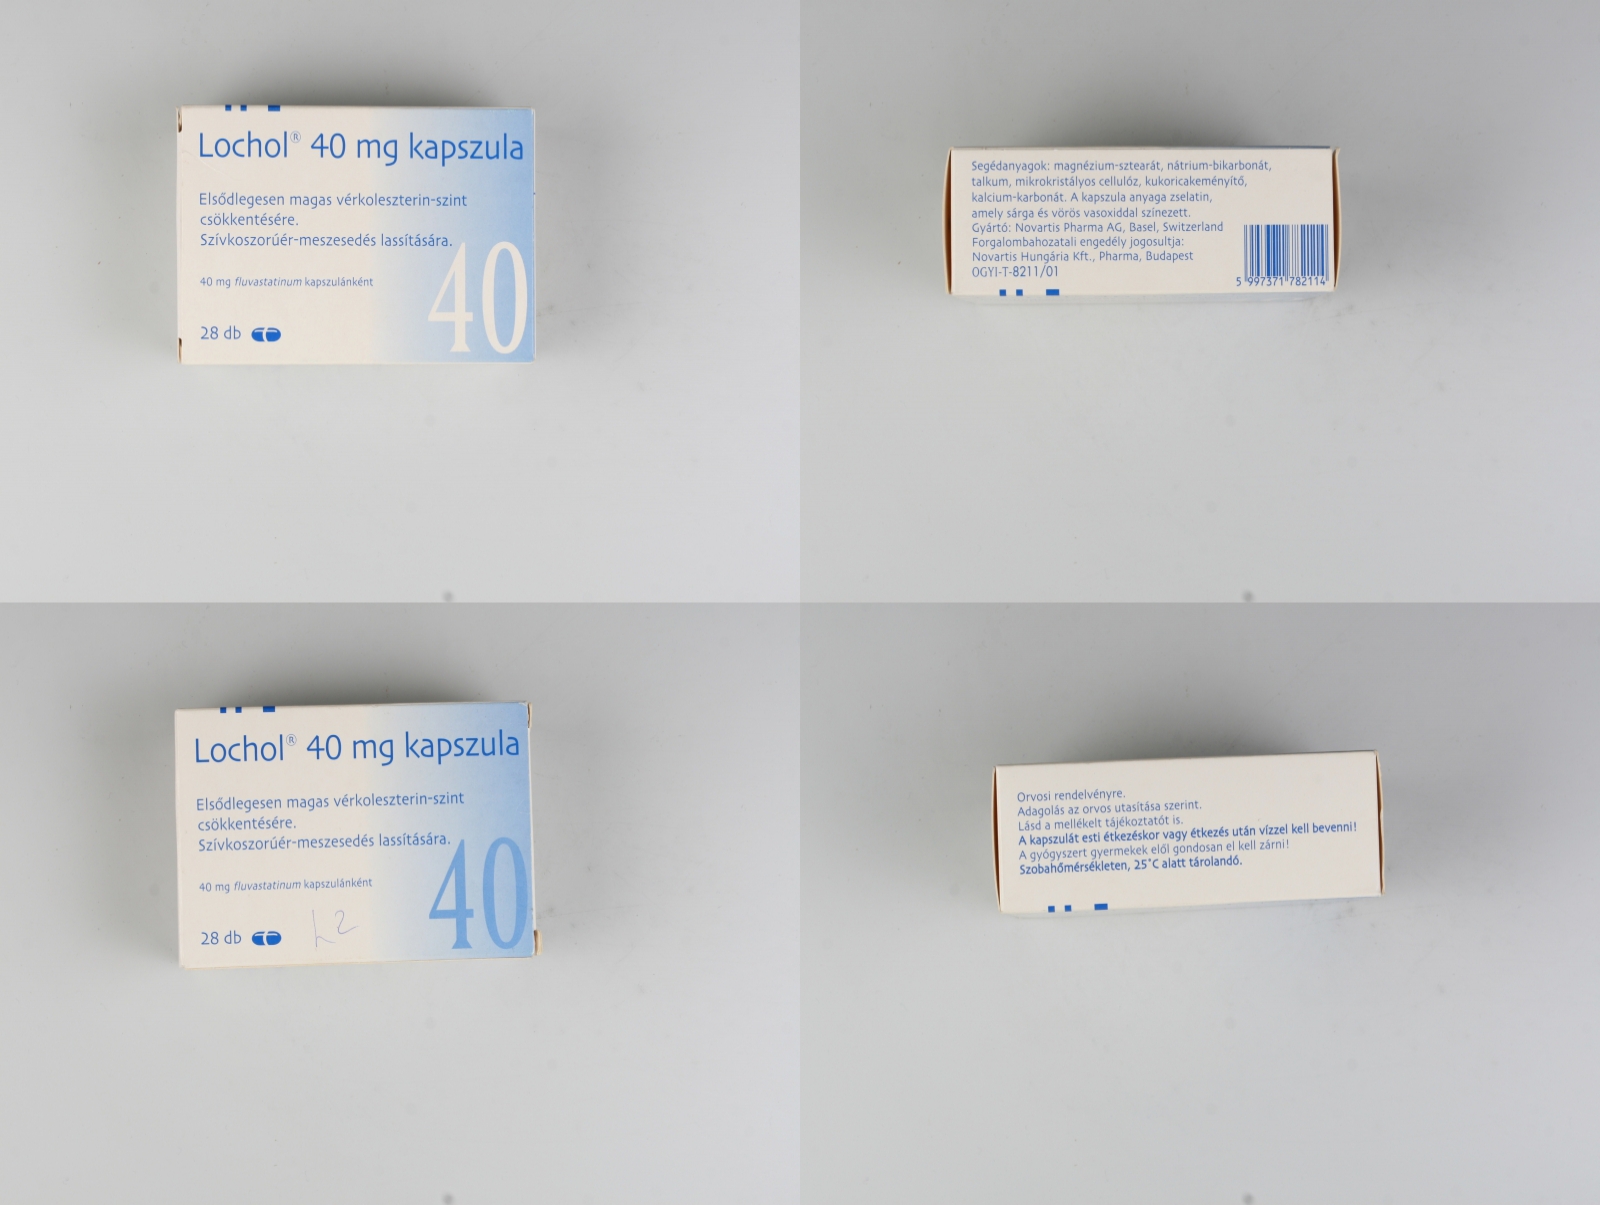 Lochol® 40 mg kapszula
Elsődlegesen magas vérkoleszterin-szint
csökkentésére.
Szívkoszorúér-meszesedés lassítására.
40 mg fluvastatinum kapszulánként
28 db
40
Segédanyagok: magnézium-sztearát, nátrium-bikarbonát,
talkum, mikrokristályos cellulóz, kukoricakeményítő,
kalcium-karbonát. A kapszula anyaga zselatin,
amely sárga és vörös vasoxiddal színezett.
Gyártó: Novartis Pharma AG, Basel, Switzerland
Forgalombahozatali engedély jogosultja:
Novartis Hungária Kft., Pharma, Budapest
OGYI-T-8211/01
5 997371 782114
Lochol® 40 mg kapszula
Elsődlegesen magas vérkoleszterin-szint
csökkentésére.
Szívkoszorúér-meszesedés lassítására.
40 mg fluvastatinum kapszulánként
28 db
40
Orvosi rendelvényre.
Adagolás az orvos utasítása szerint.
Lásd a mellékelt tájékoztatót is.
A kapszulát esti étkezéskor vagy étkezés után vízzel kell bevenni!
A gyógyszert gyermekek elől gondosan el kell zárni!
Szobahőmérsékleten, 25°C alatt tárolandó.